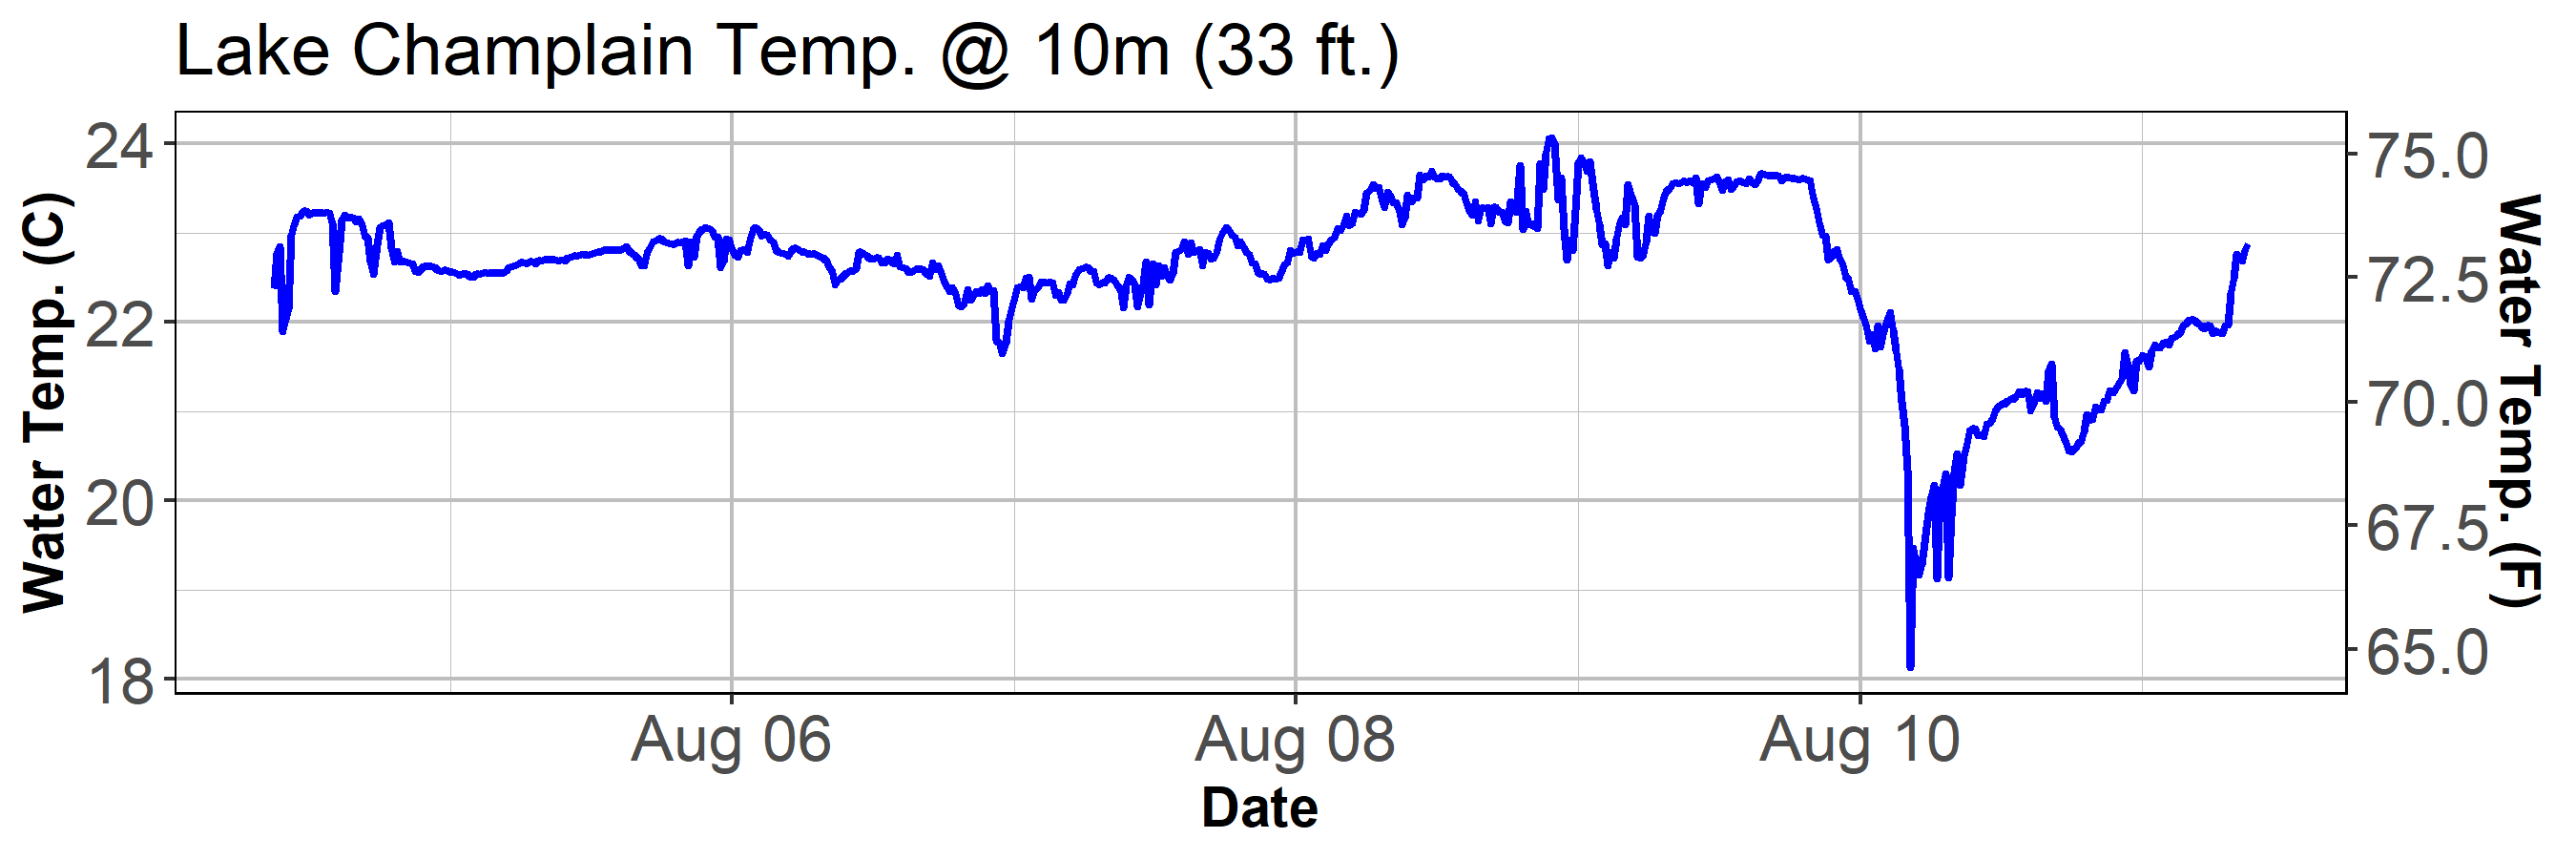 Lake Champlain Temp. @ 10m (33 ft.)
Water Temp. (C)
24
22
20
18
75.0
72.5
70.0
67.5
65.0
Water Temp. (F)
Aug 06
Aug 08
Aug 10
Date